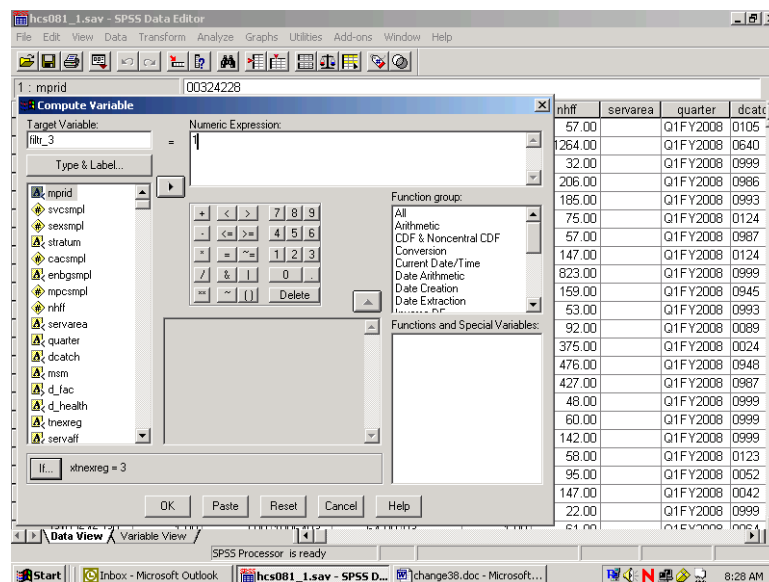 hcs081_1.sav - SPSS Data Editor
File Edit View Data Transform Analyze Graphs Utilities Add-ons Window Help
1 : mprid 00324228
Compute Variable
Target Variable:
filtr_3
=
Numeric Expression:
1
Type & Label...
mprid
svcsmpl
sexsmpl
stratum
cacsmpl
enbgsmpl
mpcsmpl
nhff
servarea
quarter
dcatch
msm
d_fac
d_health
tnexreg
servaff
+ < > 7 8 9
- <= >= 4 5 6
* = ~= 1 2 3
/ & | 0 .
** ~ () Delete
Function group:
All
Arithmetic
CDF & Noncentral CDF
Conversion
Current Date/Time
Date Arithmetic
Date Creation
Date Extraction
Functions and Special Variables:
If... xtnexreg = 3
OK Paste Reset Cancel Help
nhff servarea quarter dcatc
57.00 Q1FY2008 0105
1264.00 Q1FY2008 0640
32.00 Q1FY2008 0999
206.00 Q1FY2008 0986
185.00 Q1FY2008 0993
75.00 Q1FY2008 0124
57.00 Q1FY2008 0987
147.00 Q1FY2008 0124
823.00 Q1FY2008 0999
159.00 Q1FY2008 0945
53.00 Q1FY2008 0993
92.00 Q1FY2008 0089
375.00 Q1FY2008 0024
476.00 Q1FY2008 0948
427.00 Q1FY2008 0987
48.00 Q1FY2008 0999
60.00 Q1FY2008 0999
142.00 Q1FY2008 0999
58.00 Q1FY2008 0123
95.00 Q1FY2008 0052
147.00 Q1FY2008 0042
22.00 Q1FY2008 0999
61.00 Q1FY2008 0064
Data View Variable View
SPSS Processor is ready
Start Inbox - Microsoft Outlook hcs081_1.sav - SPSS D... change38.doc - Microsoft... 8:28 AM